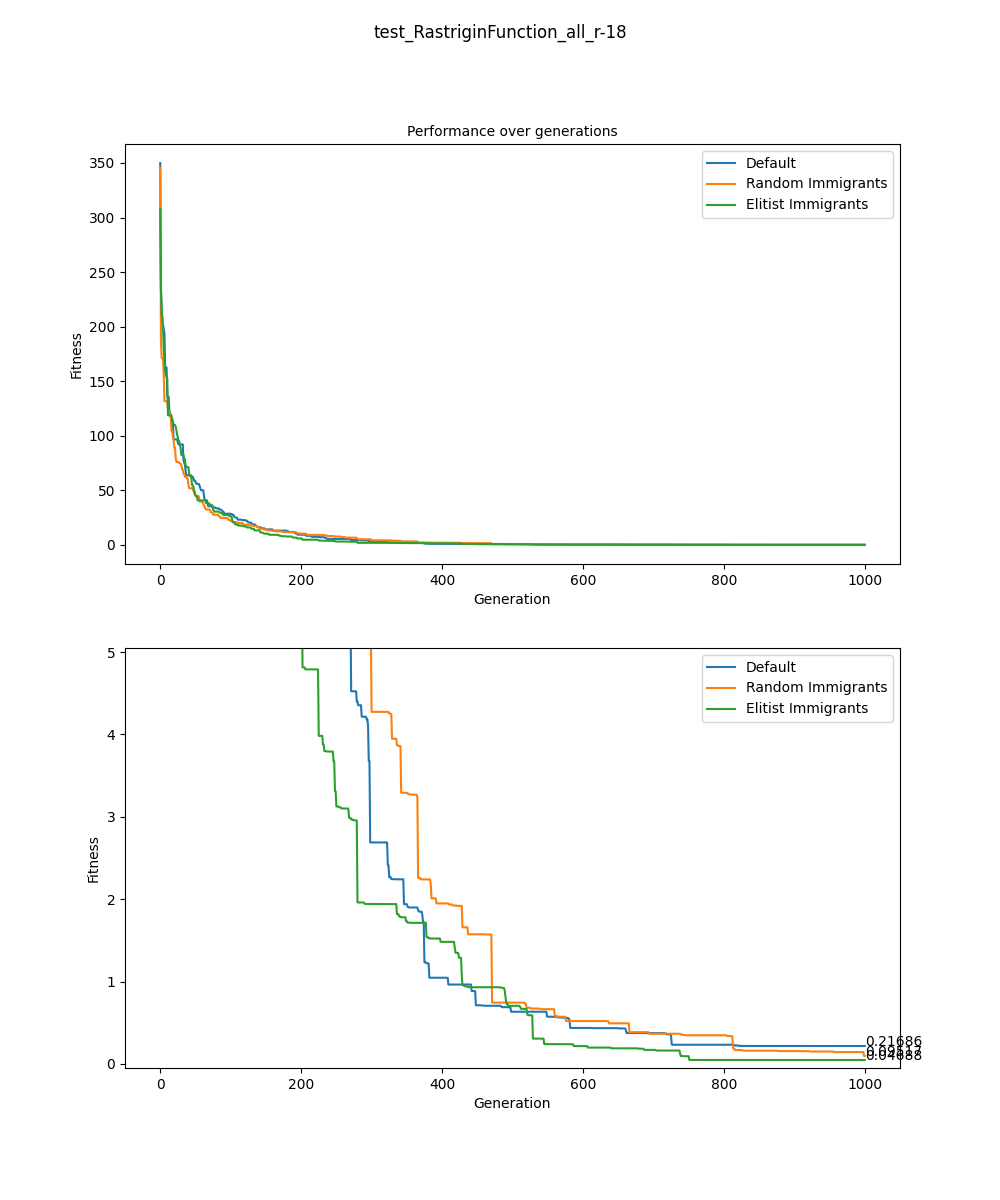 test_RastriginFunction_all_r-18
Performance over generations
Fitness
350
300
250
200
150
100
50
0
Default
Random Immigrants
Elitist Immigrants
0 200 400 600 800 1000
Generation
Fitness
5
4
3
2
1
0
Default
Random Immigrants
Elitist Immigrants
0.21686
0.04688
0 200 400 600 800 1000
Generation